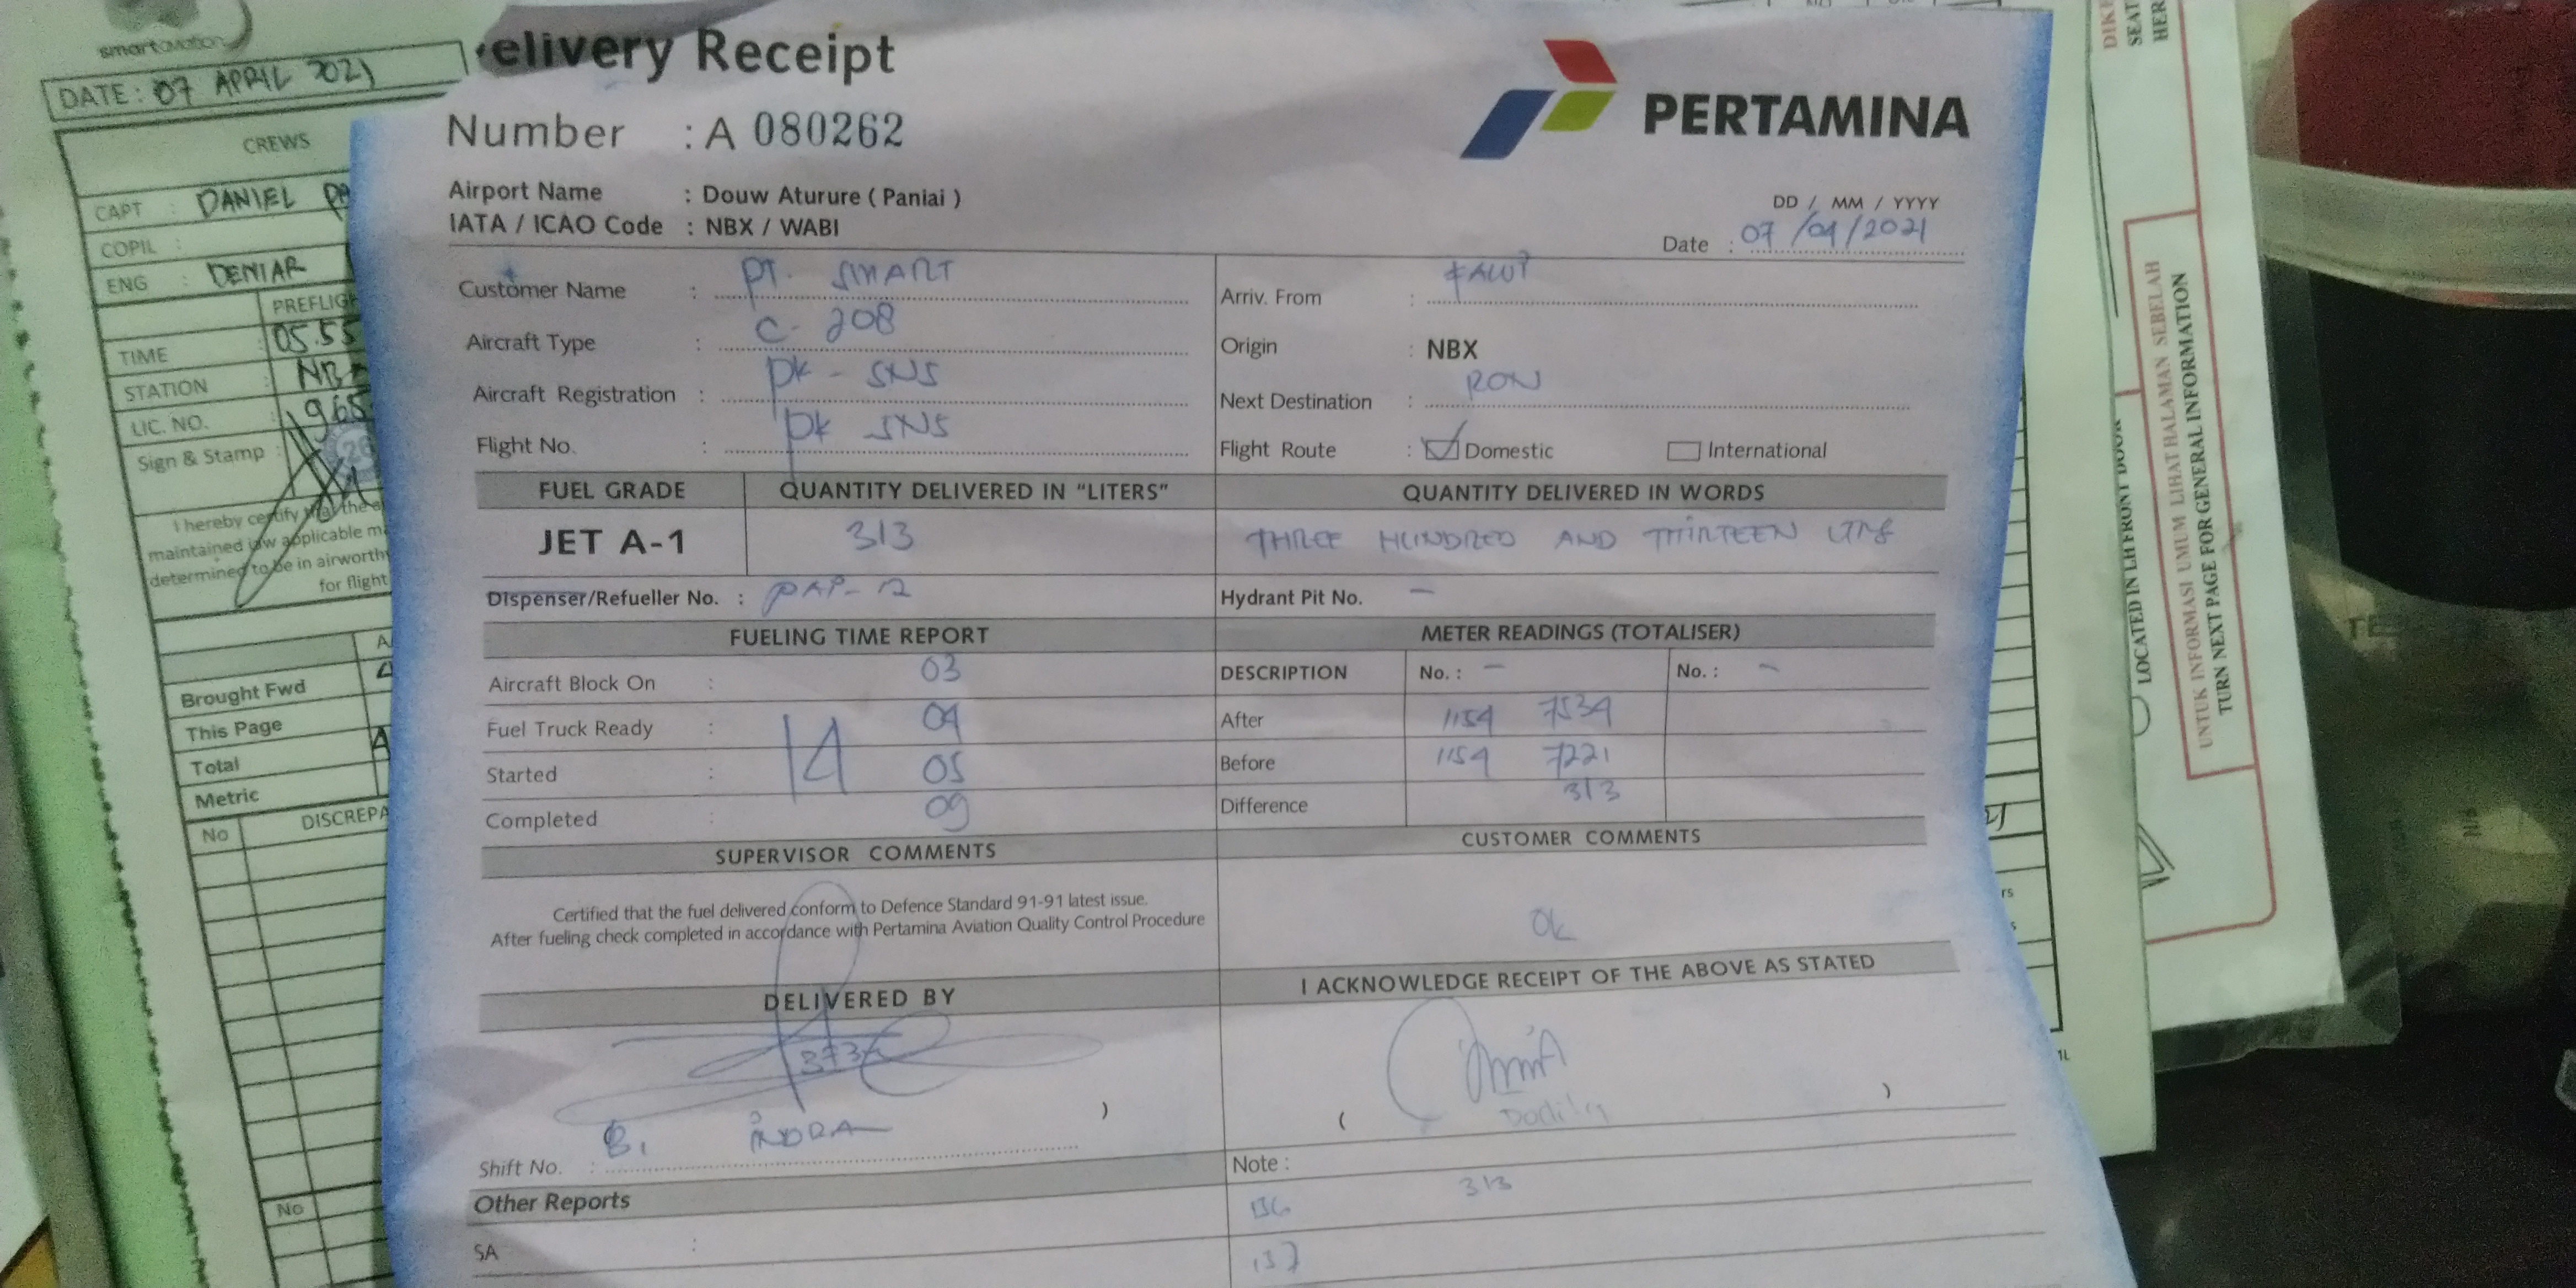 smartaviation
DATE : 07 APRIL 2021
CREWS
CAPT : DANIEL
COPIL :
ENG : DENIAR
PREFLIG
TIME : 05.55
STATION :
LIC. NO. :
Sign & Stamp :
I hereby certify that the
maintained iaw applicable
determined to be in airworth
for flight
Brought Fwd
This Page
Total
Metric
No DISCREPA
No
elivery Receipt
Number : A 080262
PERTAMINA
Airport Name : Douw Aturure ( Paniai )
IATA / ICAO Code : NBX / WABI
DD / MM / YYYY
Date : 07 /04/2021
Customer Name : PT. SMART
Arriv. From :
Aircraft Type : C- 208
Origin : NBX
Aircraft Registration : PK - SNS
Next Destination : RON
Flight No. : PK SNS
Flight Route : Domestic International
FUEL GRADE QUANTITY DELIVERED IN "LITERS" QUANTITY DELIVERED IN WORDS
JET A-1 313 THREE HUNDRED AND THIRTEEN
Dispenser/Refueller No. : PAP- 12 Hydrant Pit No. -
FUELING TIME REPORT METER READINGS (TOTALISER)
Aircraft Block On : 03
DESCRIPTION No. : - No. : -
Fuel Truck Ready : 14 04
After 1154 7534
Started : 05
Before 1154 7221
Completed : 09
Difference 313
SUPERVISOR COMMENTS CUSTOMER COMMENTS
Certified that the fuel delivered conform to Defence Standard 91-91 latest issue.
After fueling check completed in accordance with Pertamina Aviation Quality Control Procedure
OK
DELIVERED BY I ACKNOWLEDGE RECEIPT OF THE ABOVE AS STATED
) ( )
INDRA
Shift No. :
Note :
Other Reports
313
SA :
DIKI
SEAT
HER
LOCATED IN LH FRONT DOOR
UNTUK INFORMASI UMUM LIHAT HALAMAN SEBELAH
TURN NEXT PAGE FOR GENERAL INFORMATION